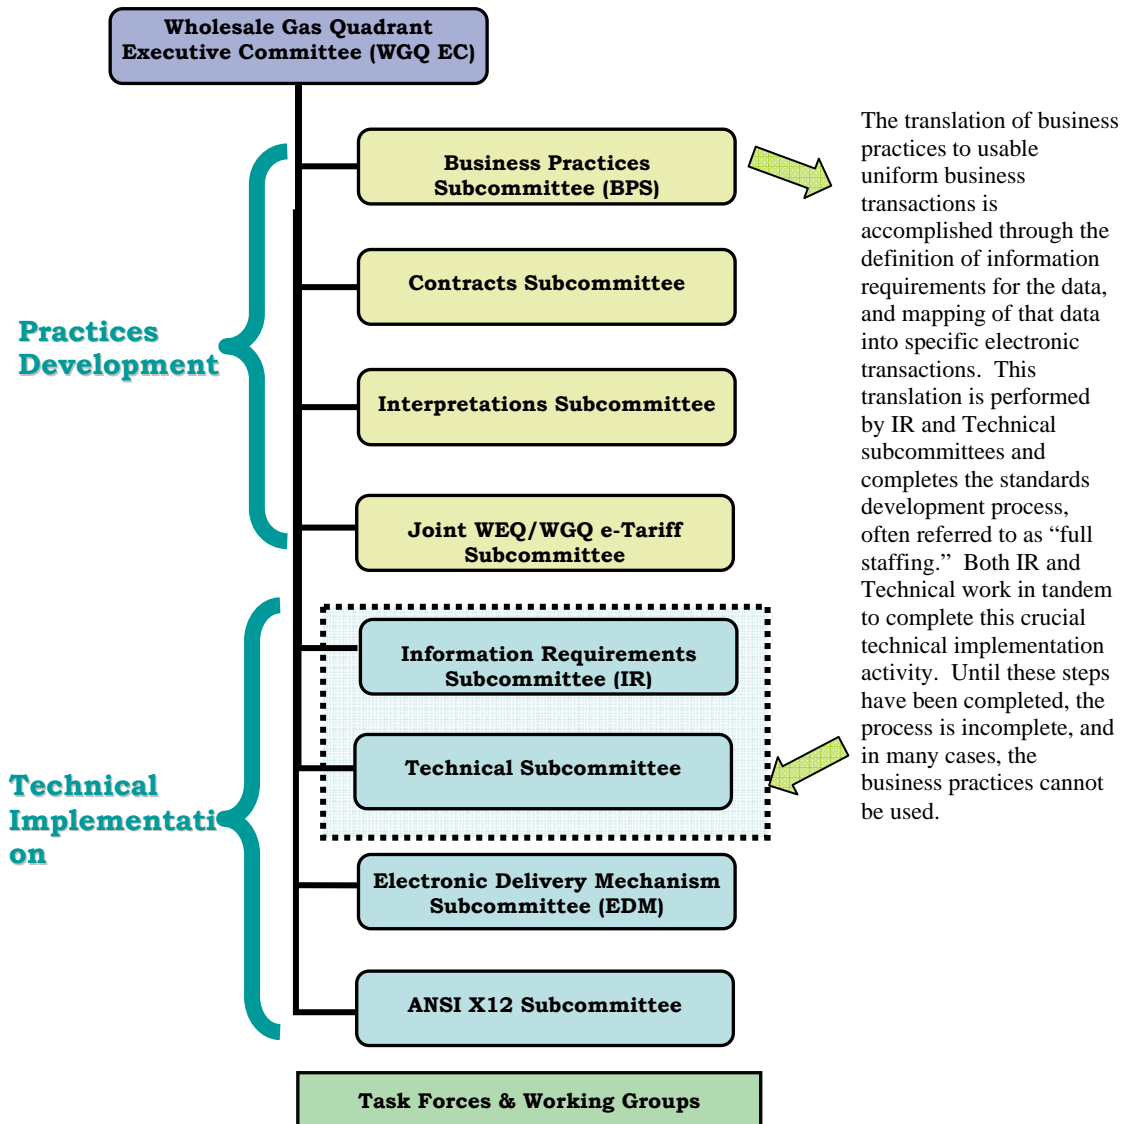 Wholesale Gas Quadrant
Executive Committee (WGQ EC)
Practices
Development
Business Practices
Subcommittee (BPS)
Contracts Subcommittee
Interpretations Subcommittee
Joint WEQ/WGQ e-Tariff
Subcommittee
Technical
Implementati
on
Information Requirements
Subcommittee (IR)
Technical Subcommittee
Electronic Delivery Mechanism
Subcommittee (EDM)
ANSI X12 Subcommittee
Task Forces & Working Groups
The translation of business
practices to usable
uniform business
transactions is
accomplished through the
definition of information
requirements for the data,
and mapping of that data
into specific electronic
transactions.  This
translation is performed
by IR and Technical
subcommittees and
completes the standards
development process,
often referred to as “full
staffing.”  Both IR and
Technical work in tandem
to complete this crucial
technical implementation
activity.  Until these steps
have been completed, the
process is incomplete, and
in many cases, the
business practices cannot
be used.